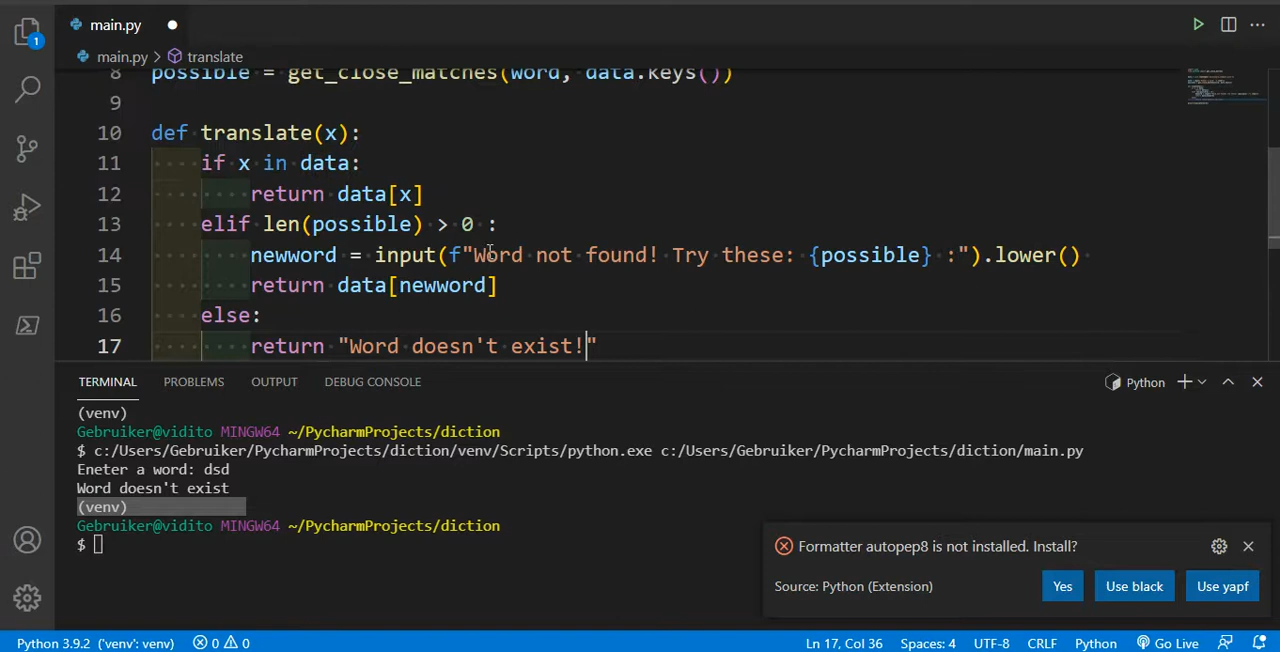 1
main.py
main.py > translate
8 possible = get_close_matches(word, data.keys())
9
10 def translate(x):
11 if x in data:
12 return data[x]
13 elif len(possible) > 0 :
14 newword = input(f"Word not found! Try these: {possible} :").lower()
15 return data[newword]
16 else:
17 return "Word doesn't exist!"
TERMINAL PROBLEMS OUTPUT DEBUG CONSOLE Python
(venv)
Gebruiker@vidito MINGW64 ~/PycharmProjects/diction
$ c:/Users/Gebruiker/PycharmProjects/diction/venv/Scripts/python.exe c:/Users/Gebruiker/PycharmProjects/diction/main.py
Eneter a word: dsd
Word doesn't exist
(venv)
Gebruiker@vidito MINGW64 ~/PycharmProjects/diction
$
Formatter autopep8 is not installed. Install?
Source: Python (Extension) Yes Use black Use yapf
Python 3.9.2 ('venv': venv) 0 0 Ln 17, Col 36 Spaces: 4 UTF-8 CRLF Python Go Live